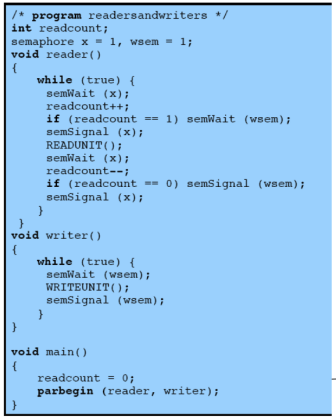 /* program readersandwriters */
int readcount;
semaphore x = 1, wsem = 1;
void reader()
{
while (true) {
semWait (x);
readcount++;
if (readcount == 1) semWait (wsem);
semSignal (x);
READUNIT();
semWait (x);
readcount--;
if (readcount == 0) semSignal (wsem);
semSignal (x);
}
}
void writer()
{
while (true) {
semWait (wsem);
WRITEUNIT();
semSignal (wsem);
}
}
void main()
{
readcount = 0;
parbegin (reader, writer);
}